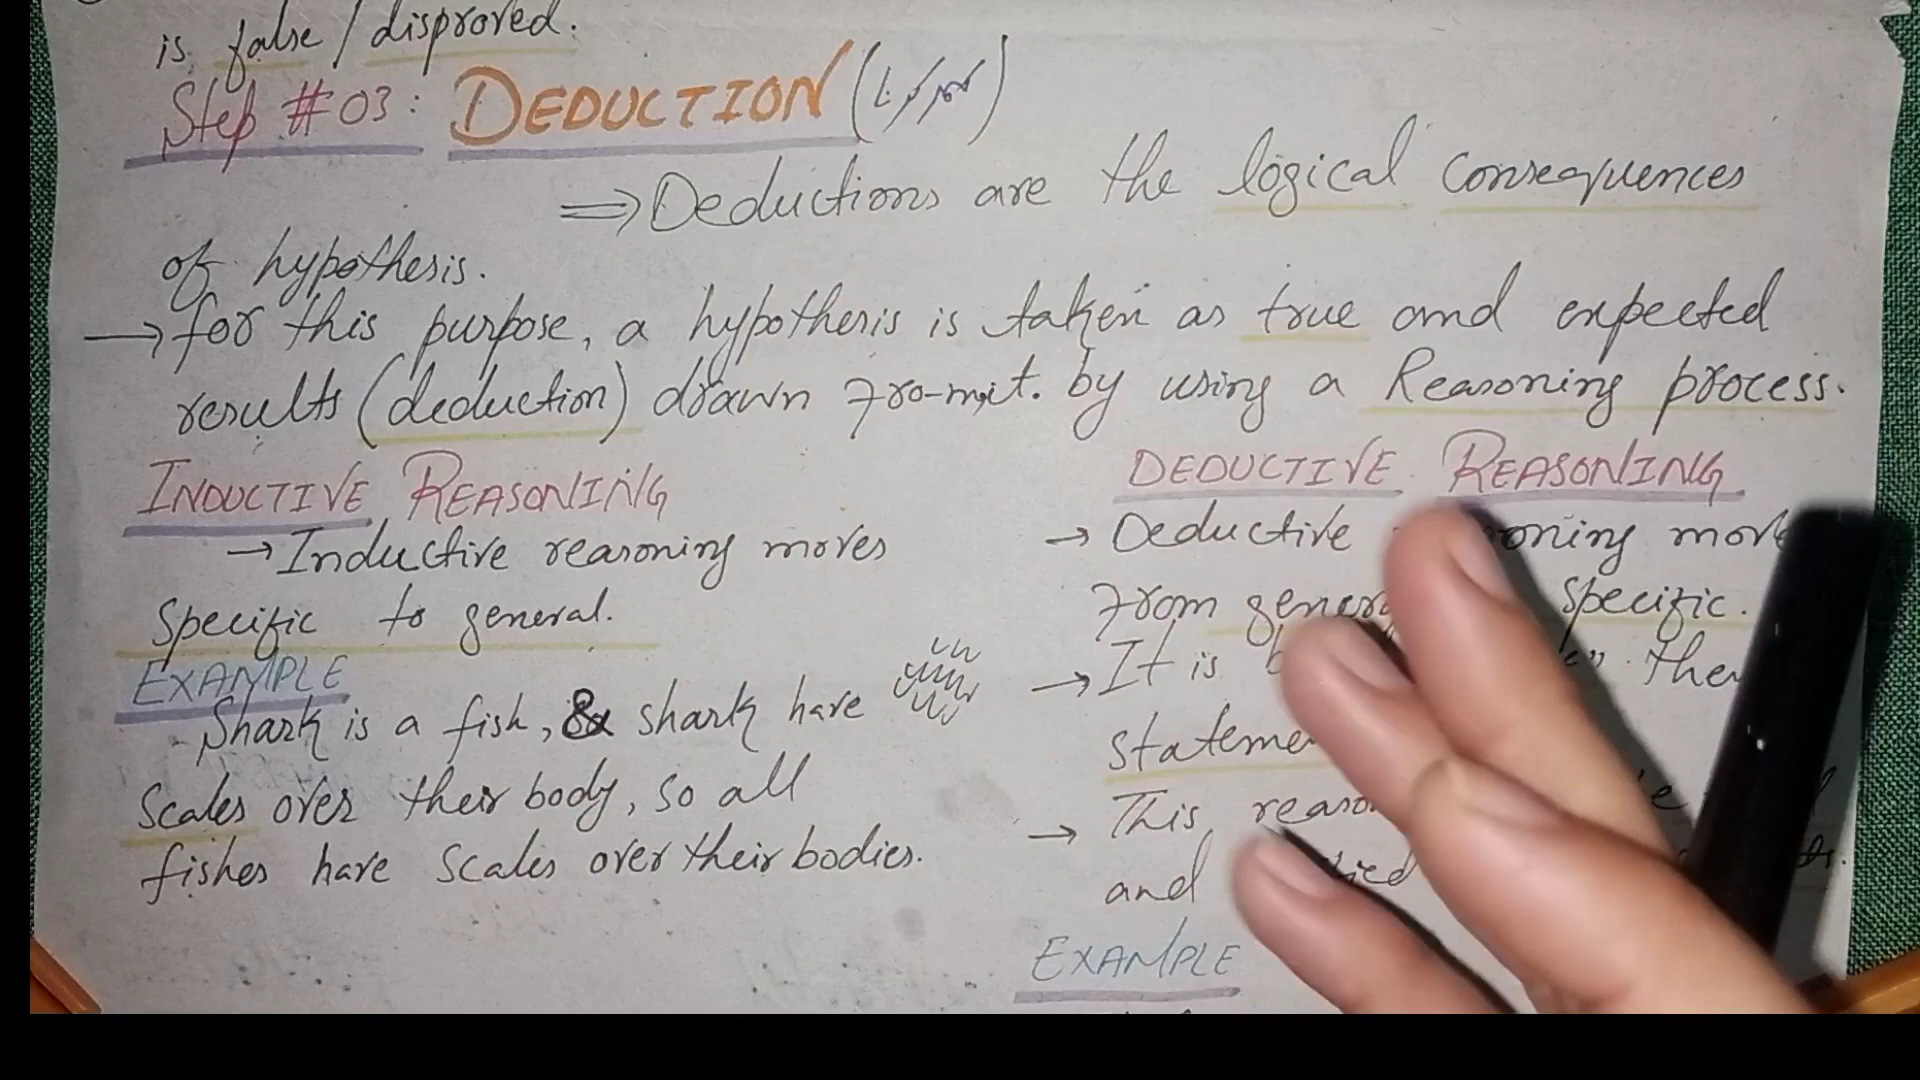 is false / disproved.
Step #03: DEDUCTION
⇒ Deductions are the logical consequences
of hypothesis.
→ for this purpose, a hypothesis is taken as true and expected
results (deduction) drawn fro-m it. by using a Reasoning process.
INDUCTIVE REASONING
→ Inductive reasoning moves
Specific to general.
EXAMPLE
Shark is a fish, & shark have
Scales over their body, so all
fishes have Scales over their bodies.
DEDUCTIVE REASONING
→ Deductive
From specific.
→ It is
→ This
and
EXAMPLE